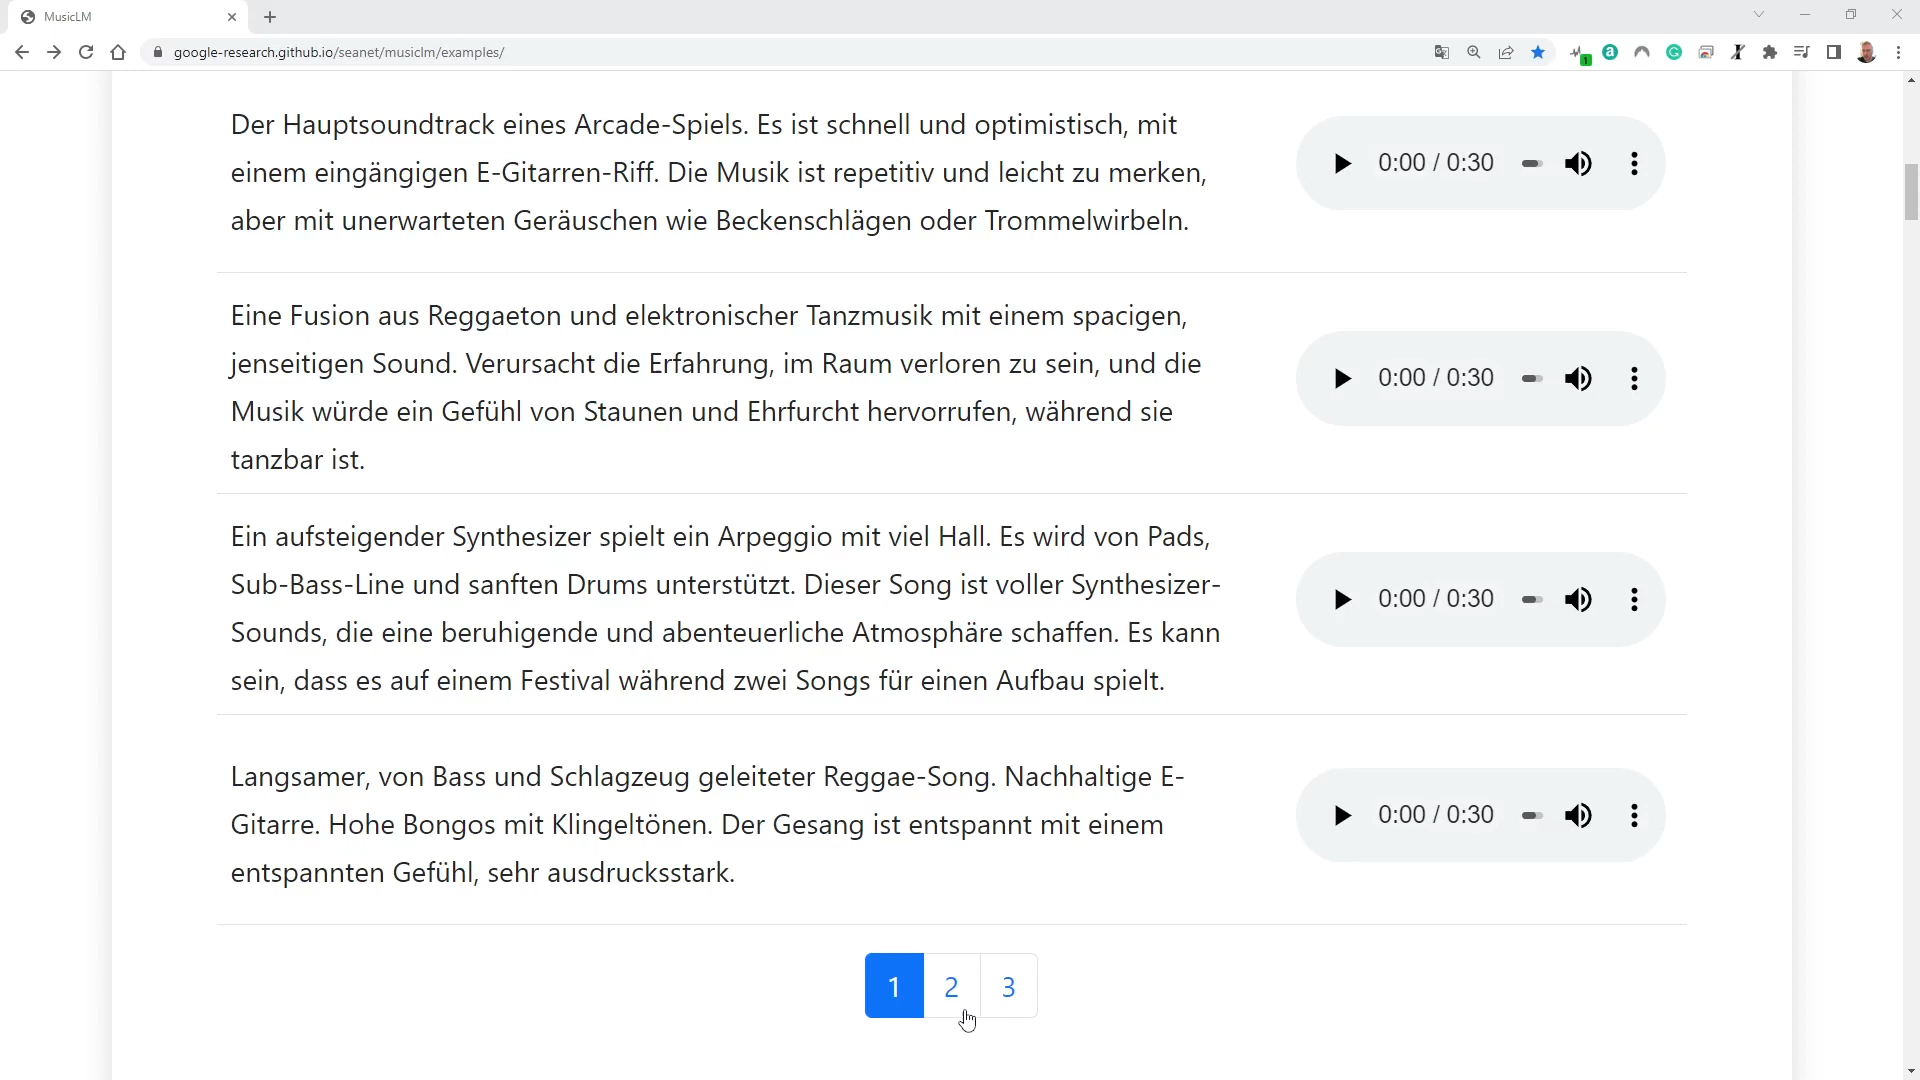 MusicLM
google-research.github.io/seanet/musiclm/examples/
1
Der Hauptsoundtrack eines Arcade-Spiels. Es ist schnell und optimistisch, mit
einem eingängigen E-Gitarren-Riff. Die Musik ist repetitiv und leicht zu merken,
aber mit unerwarteten Geräuschen wie Beckenschlägen oder Trommelwirbeln.
0:00 / 0:30
Eine Fusion aus Reggaeton und elektronischer Tanzmusik mit einem spacigen,
jenseitigen Sound. Verursacht die Erfahrung, im Raum verloren zu sein, und die
Musik würde ein Gefühl von Staunen und Ehrfurcht hervorrufen, während sie
tanzbar ist.
0:00 / 0:30
Ein aufsteigender Synthesizer spielt ein Arpeggio mit viel Hall. Es wird von Pads,
Sub-Bass-Line und sanften Drums unterstützt. Dieser Song ist voller Synthesizer-
Sounds, die eine beruhigende und abenteuerliche Atmosphäre schaffen. Es kann
sein, dass es auf einem Festival während zwei Songs für einen Aufbau spielt.
0:00 / 0:30
Langsamer, von Bass und Schlagzeug geleiteter Reggae-Song. Nachhaltige E-
Gitarre. Hohe Bongos mit Klingeltönen. Der Gesang ist entspannt mit einem
entspannten Gefühl, sehr ausdrucksstark.
0:00 / 0:30
1 2 3